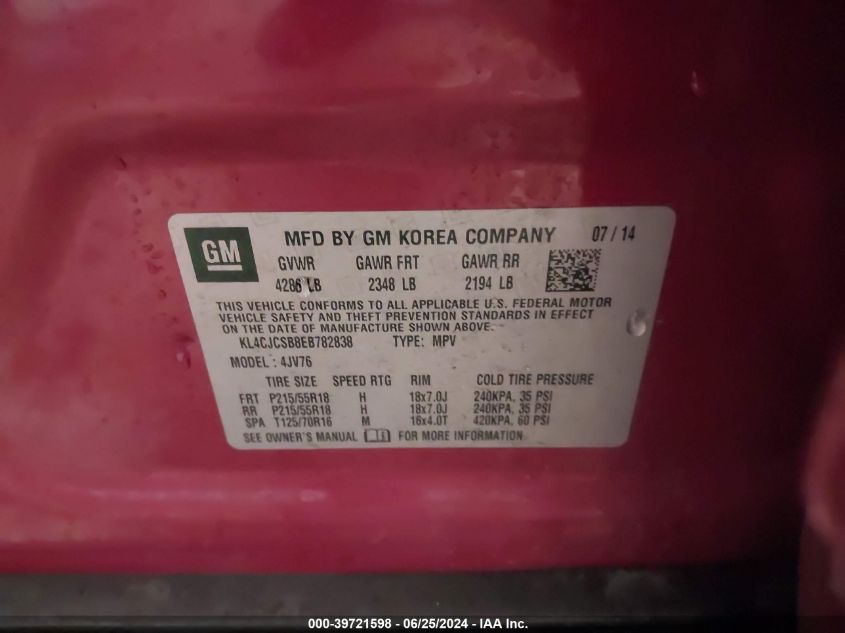 GM
MFD BY GM KOREA COMPANY 07 / 14
GVWR GAWR FRT GAWR RR
4286 LB 2348 LB 2194 LB
THIS VEHICLE CONFORMS TO ALL APPLICABLE U.S. FEDERAL MOTOR
VEHICLE SAFETY AND THEFT PREVENTION STANDARDS IN EFFECT
ON THE DATE OF MANUFACTURE SHOWN ABOVE.
KL4CJCSB8EB782838 TYPE: MPV
MODEL : 4JV76
TIRE SIZE SPEED RTG RIM COLD TIRE PRESSURE
FRT P215/55R18 H 18x7.0J 240KPA, 35 PSI
RR P215/55R18 H 18x7.0J 240KPA, 35 PSI
SPA T125/70R16 M 16x4.0T 420KPA, 60 PSI
SEE OWNER'S MANUAL FOR MORE INFORMATION
000-39721598 - 06/25/2024 - IAA Inc.